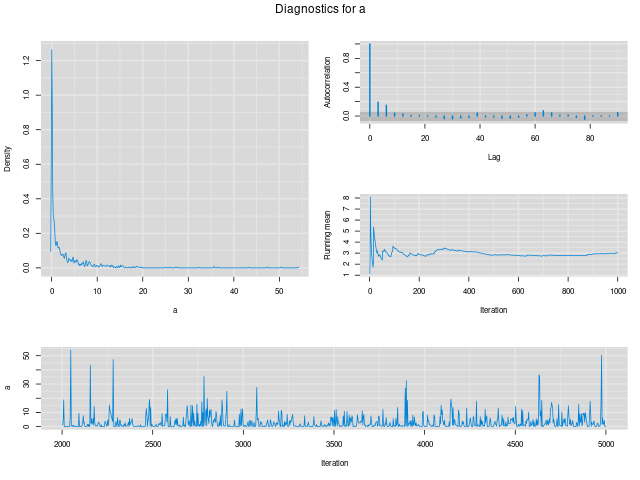 Diagnostics for a
Density
0.0 0.2 0.4 0.6 0.8 1.0 1.2
0 10 20 30 40 50
a
Autocorrelation
0.0 0.4 0.8
0 20 40 60 80
Lag
Running mean
1 2 3 4 5 6 7 8
0 200 400 600 800 1000
Iteration
a
0 10 30 50
2000 2500 3000 3500 4000 4500 5000
Iteration